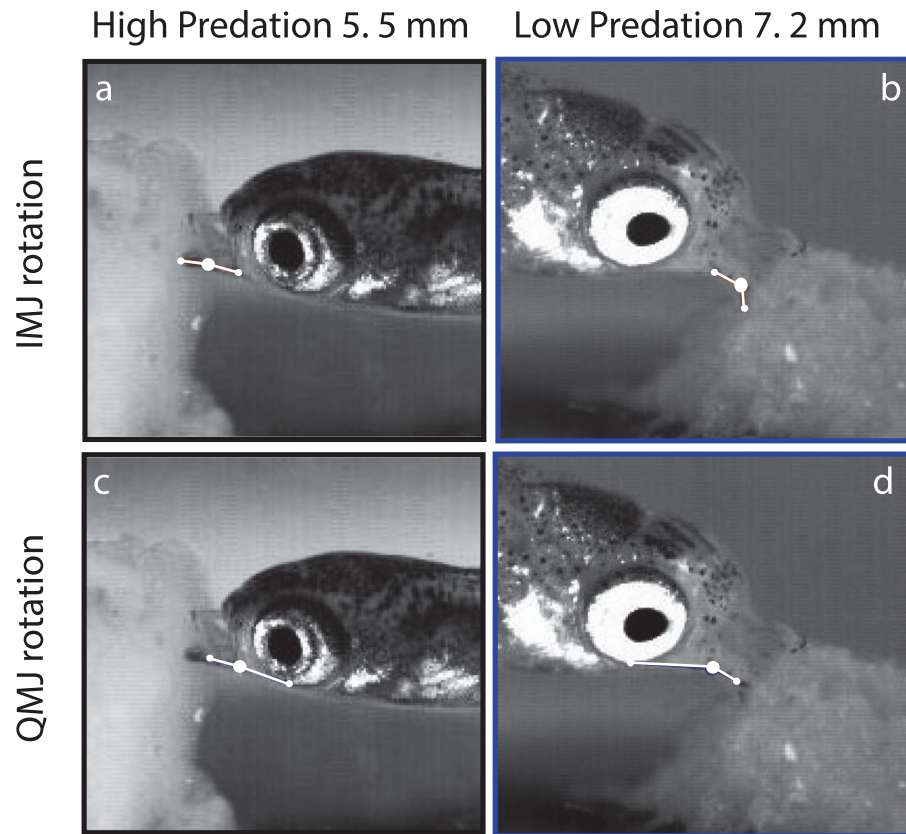 High Predation 5. 5 mm
Low Predation 7. 2 mm
IMJ rotation
a
b
QMJ rotation
c
d